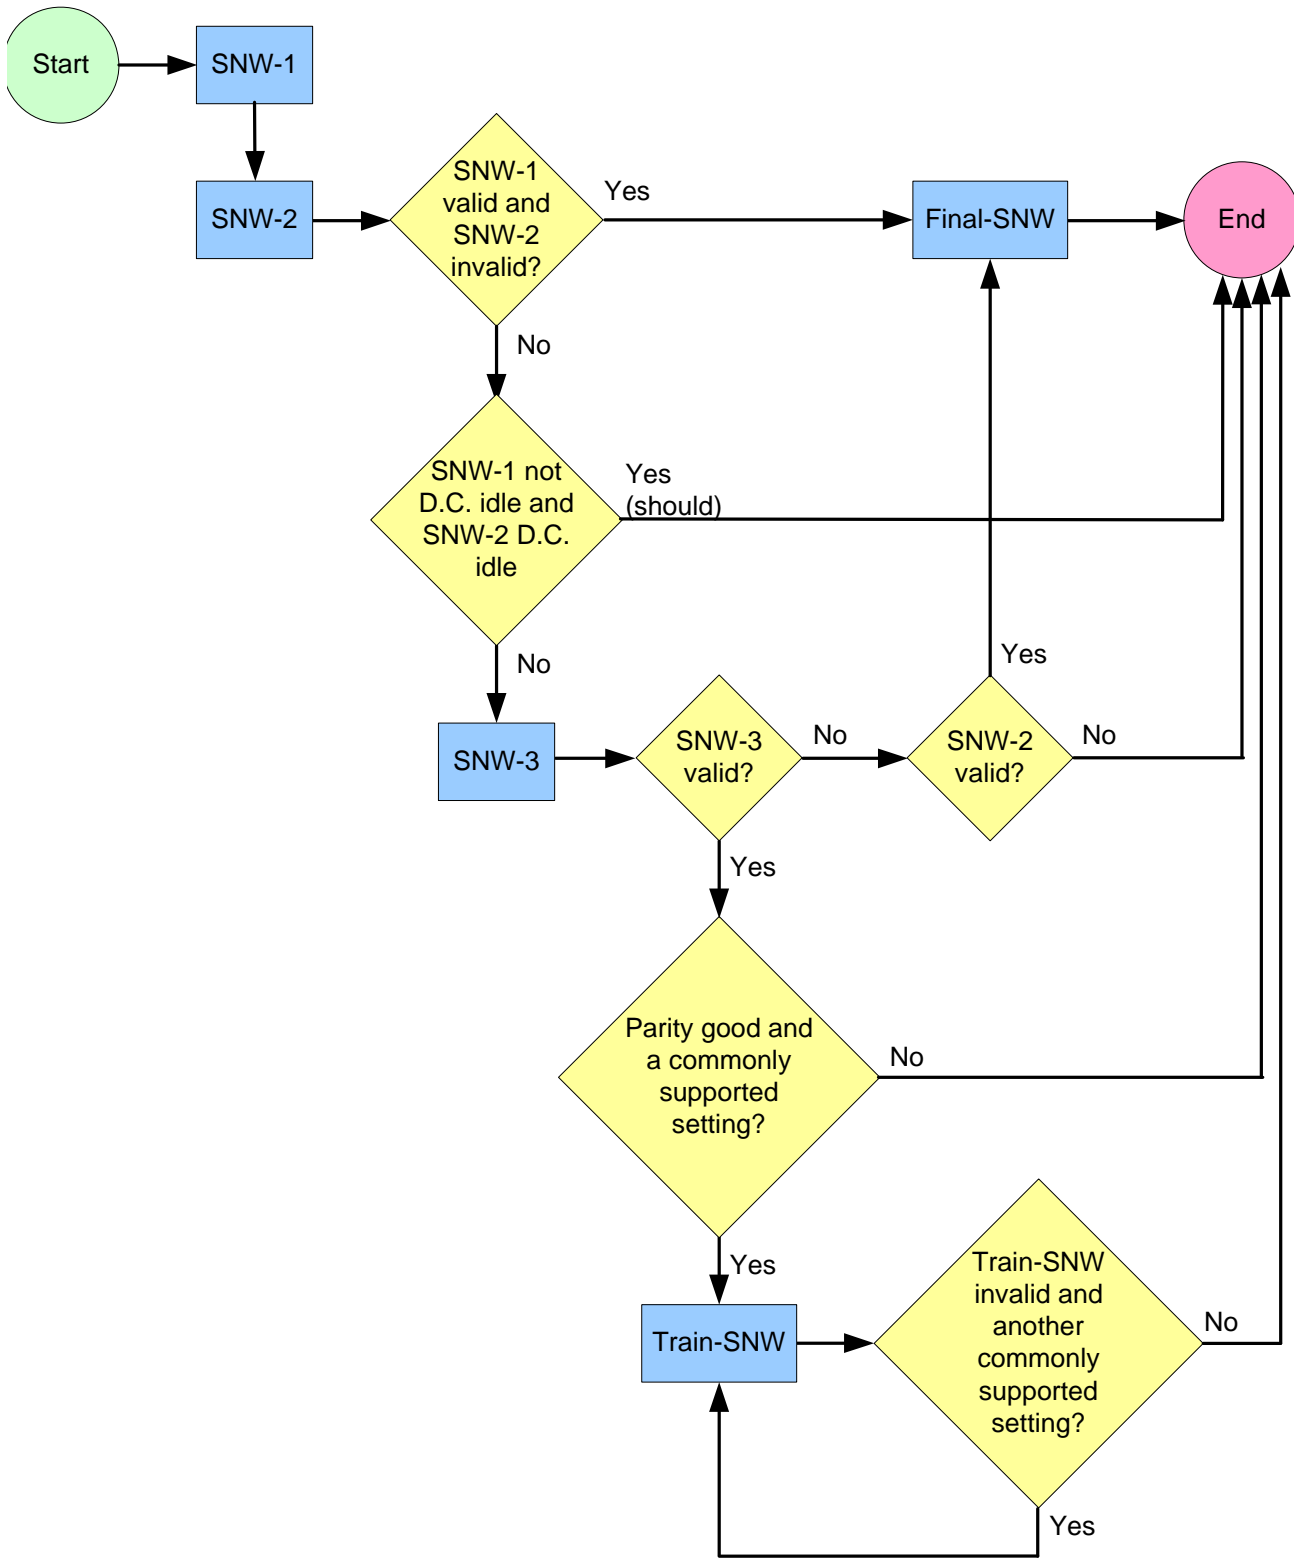 Start
SNW-1
SNW-2
SNW-1
valid and
SNW-2
invalid?
Yes
Final-SNW
End
No
SNW-1 not
D.C. idle and
SNW-2 D.C.
idle
Yes
(should)
No
SNW-3
SNW-3
valid?
No
SNW-2
valid?
Yes
No
Yes
Parity good and
a commonly
supported
setting?
No
Yes
Train-SNW
Train-SNW
invalid and
another
commonly
supported
setting?
No
Yes